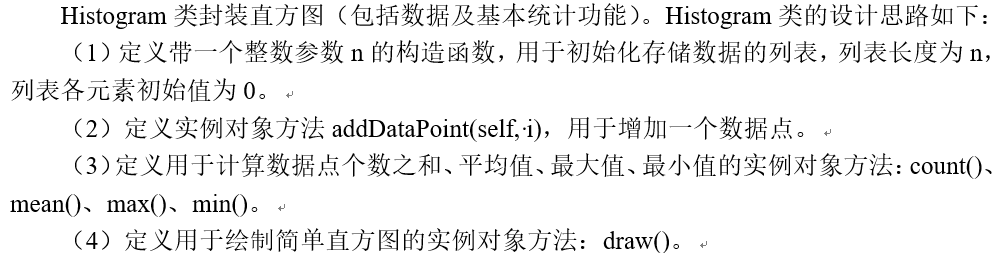 Histogram 类封装直方图（包括数据及基本统计功能）。Histogram 类的设计思路如下：
（1）定义带一个整数参数 n 的构造函数，用于初始化存储数据的列表，列表长度为 n，
列表各元素初始值为 0。
（2）定义实例对象方法 addDataPoint(self,·i)，用于增加一个数据点。
（3）定义用于计算数据点个数之和、平均值、最大值、最小值的实例对象方法：count()、
mean()、max()、min()。
（4）定义用于绘制简单直方图的实例对象方法：draw()。